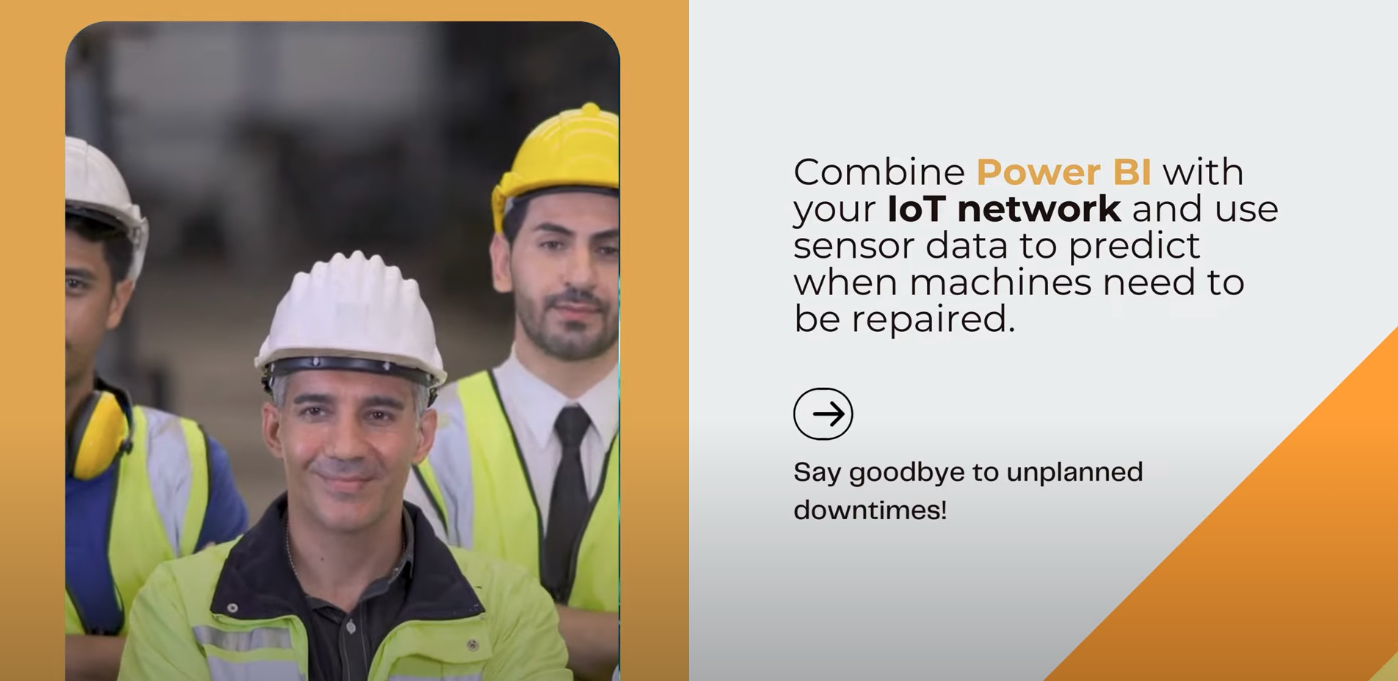 Combine Power BI with
your IoT network and use
sensor data to predict
when machines need to
be repaired.
Say goodbye to unplanned
downtimes!